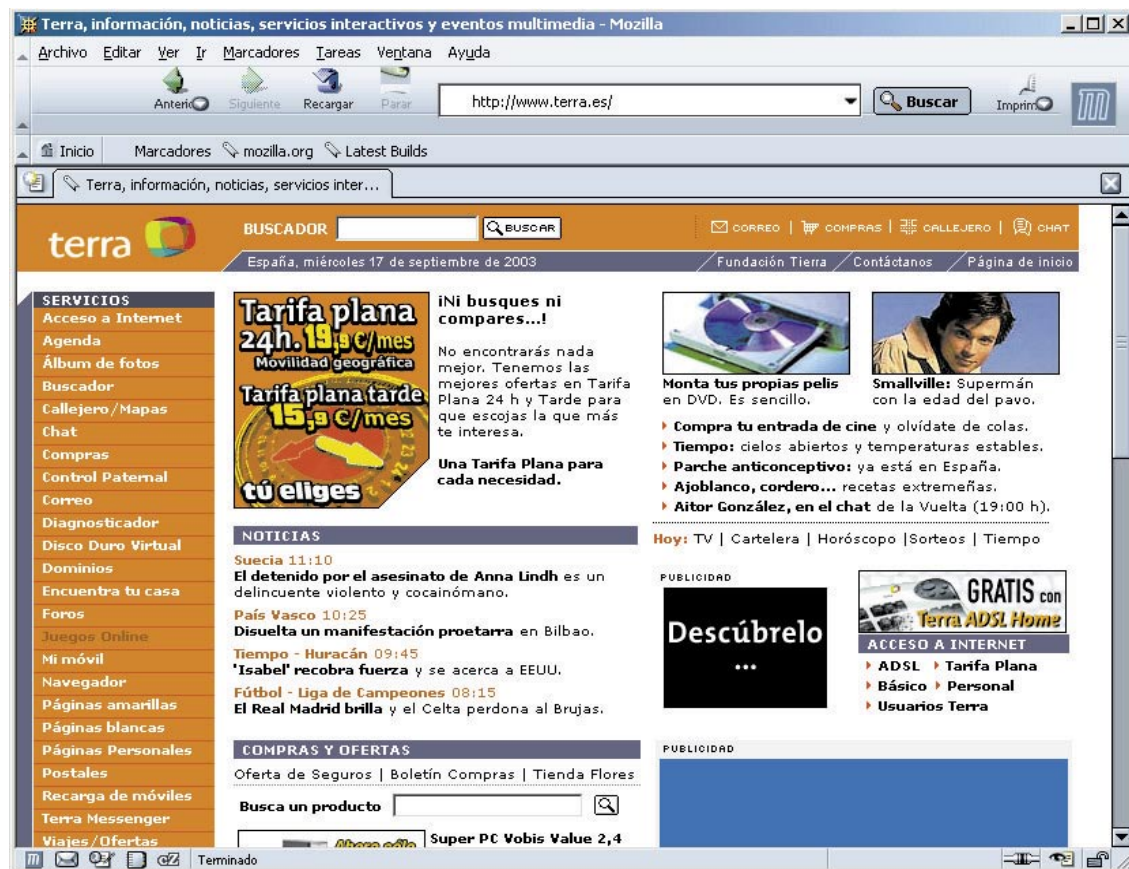 Terra, información, noticias, servicios interactivos y eventos multimedia - Mozilla
Archivo Editar Ver Ir Marcadores Tareas Ventana Ayuda
Anterio Siguiente Recargar Parar http://www.terra.es/ Buscar Imprim
Inicio Marcadores mozilla.org Latest Builds
Terra, información, noticias, servicios inter...
terra
BUSCADOR BUSCAR CORREO | COMPRAS | CALLEJERO | CHAT
España, miércoles 17 de septiembre de 2003 Fundación Tierra Contáctanos Página de inicio
SERVICIOS
Acceso a Internet
Agenda
Álbum de fotos
Buscador
Callejero/Mapas
Chat
Compras
Control Paternal
Correo
Diagnosticador
Disco Duro Virtual
Dominios
Encuentra tu casa
Foros
Juegos Online
Mi móvil
Navegador
Páginas amarillas
Páginas blancas
Páginas Personales
Postales
Recarga de móviles
Terra Messenger
Viajes/Ofertas
Tarifa plana
24h. 19,9 €/mes
Movilidad geográfica
Tarifa plana tarde
15,9 €/mes
tú eliges
¡Ni busques ni
compares...!
No encontrarás nada
mejor. Tenemos las
mejores ofertas en Tarifa
Plana 24 h y Tarde para
que escojas la que más
te interesa.
Una Tarifa Plana para
cada necesidad.
NOTICIAS
Suecia 11:10
El detenido por el asesinato de Anna Lindh es un
delincuente violento y cocainómano.
País Vasco 10:25
Disuelta un manifestación proetarra en Bilbao.
Tiempo - Huracán 09:45
'Isabel' recobra fuerza y se acerca a EEUU.
Fútbol - Liga de Campeones 08:15
El Real Madrid brilla y el Celta perdona al Brujas.
COMPRAS Y OFERTAS
Oferta de Seguros | Boletín Compras | Tienda Flores
Busca un producto
Ahora sólo
Super PC Vobis Value 2,4
Monta tus propias pelis
en DVD. Es sencillo.
Smallville: Supermán
con la edad del pavo.
Compra tu entrada de cine y olvídate de colas.
Tiempo: cielos abiertos y temperaturas estables.
Parche anticonceptivo: ya está en España.
Ajoblanco, cordero... recetas extremeñas.
Aitor González, en el chat de la Vuelta (19:00 h).
Hoy: TV | Cartelera | Horóscopo |Sorteos | Tiempo
PUBLICIDAD
Descúbrelo
...
GRATIS con
Terra ADSL Home
ACCESO A INTERNET
ADSL Tarifa Plana
Básico Personal
Usuarios Terra
PUBLICIDAD
Terminado